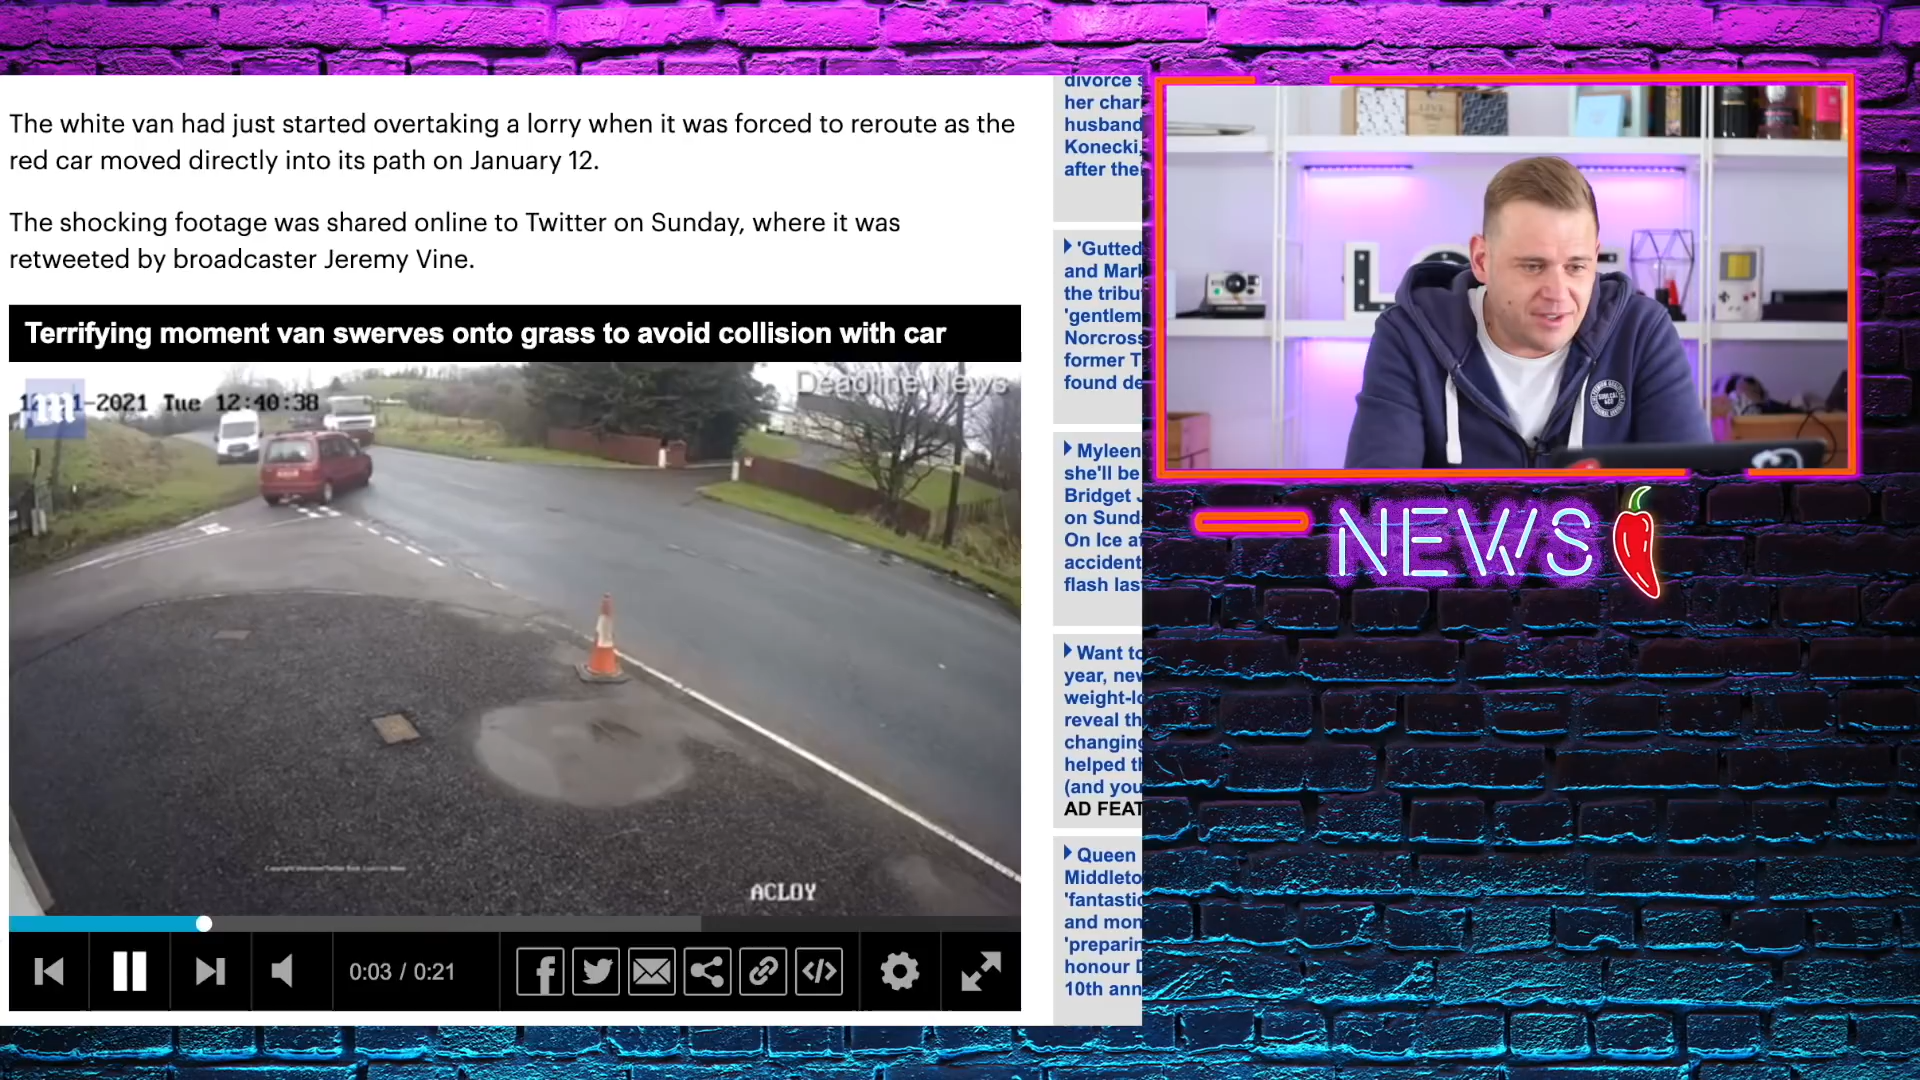 The white van had just started overtaking a lorry when it was forced to reroute as the
red car moved directly into its path on January 12.
The shocking footage was shared online to Twitter on Sunday, where it was
retweeted by broadcaster Jeremy Vine.
Terrifying moment van swerves onto grass to avoid collision with car
Deadline News
-2021 Tue 12:40:38
ACLOY
0:03 / 0:21
divorce s
her char
husband
Konecki,
after the
'Gutted
and Mark
the tribu
'gentlem
Norcross
former T
found de
Myleen
she'll be
Bridget J
on Sund
On Ice a
accident
flash las
Want to
year, nev
weight-lo
reveal th
changing
helped th
(and you
AD FEAT
Queen
Middleto
'fantastic
and mon
'preparin
honour D
10th ann
NEWS